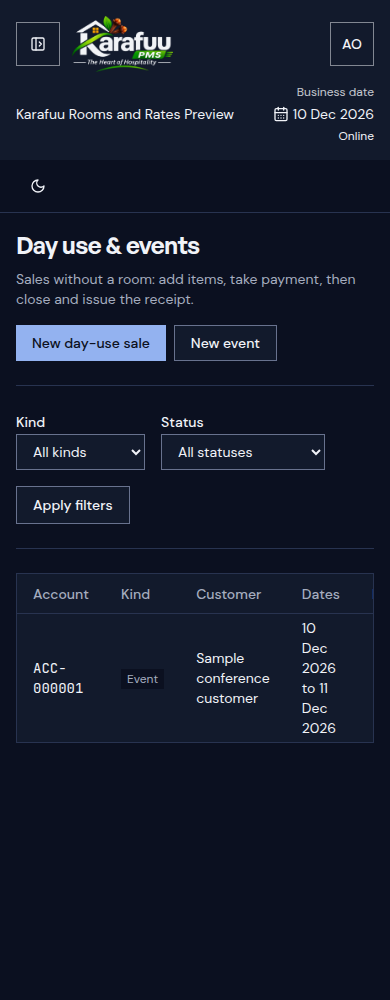 Karafuu
PMS
The Heart of Hospitality
AO
Business date
Karafuu Rooms and Rates Preview
10 Dec 2026
Online
Day use & events
Sales without a room: add items, take payment, then
close and issue the receipt.
New day-use sale
New event
Kind
Status
All kinds
All statuses
Apply filters
Account
Kind
Customer
Dates
ACC-
000001
Event
Sample
conference
customer
10
Dec
2026
to 11
Dec
2026